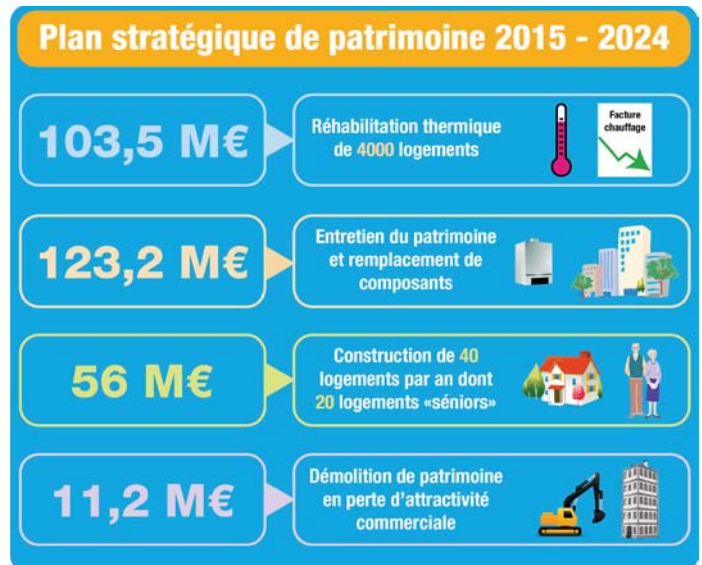 Plan stratégique de patrimoine 2015 - 2024
103,5 M€
Réhabilitation thermique
de 4000 logements
Facture
chauffage
123,2 M€
Entretien du patrimoine
et remplacement de
composants
56 M€
Construction de 40
logements par an dont
20 logements «séniors»
11,2 M€
Démolition de patrimoine
en perte d'attractivité
commerciale